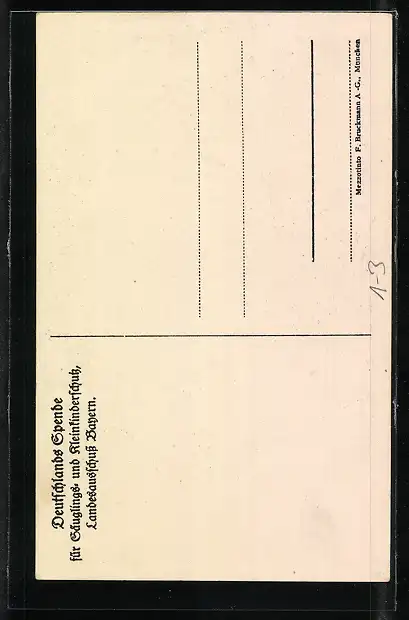 Deutschlands Spende
für Säuglings- und Kleinkinderschutz,
Landesausschuß Bayern.
Mezzotinto F. Bruckmann A.-G., München
1-3